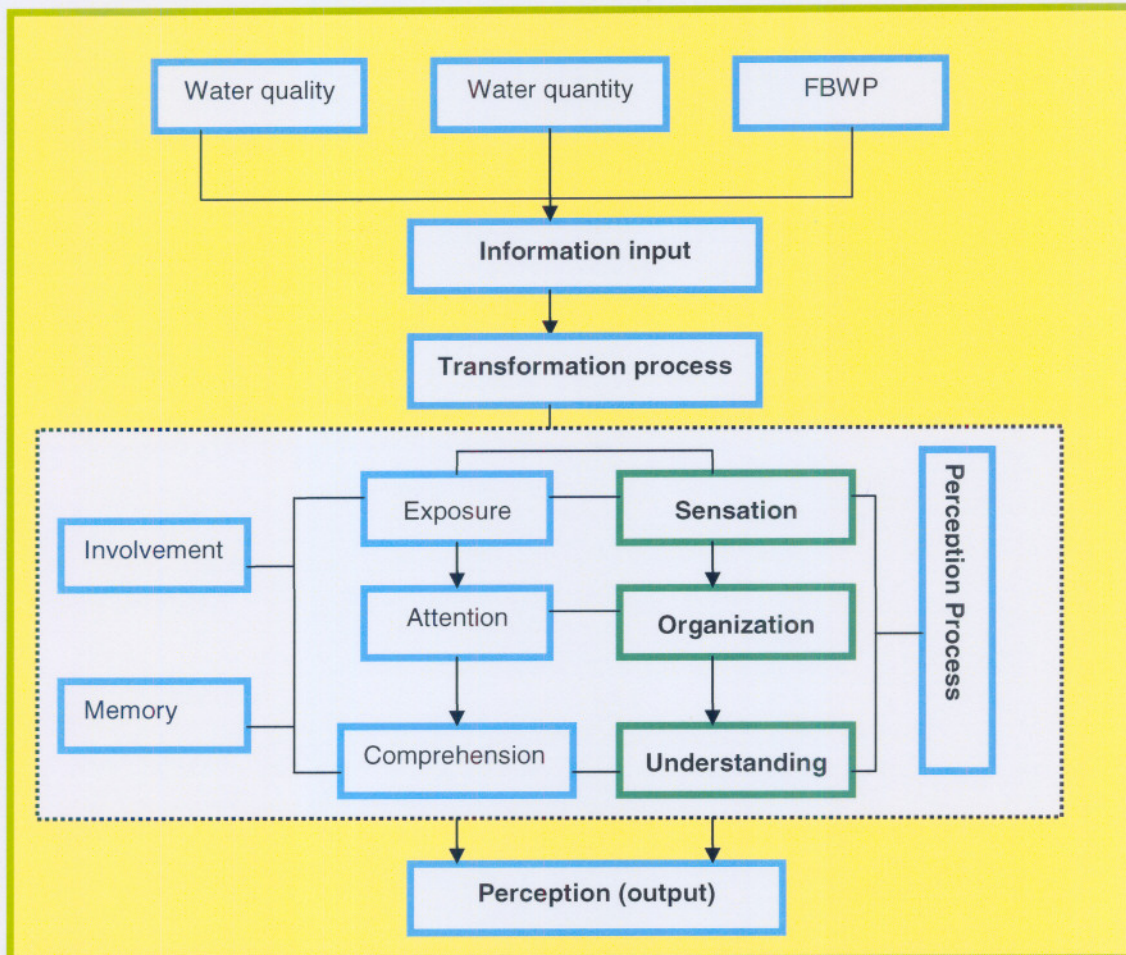 Water quality
Water quantity
FBWP
Information input
Transformation process
Exposure
Sensation
Involvement
Attention
Organization
Memory
Comprehension
Understanding
Perception Process
Perception (output)